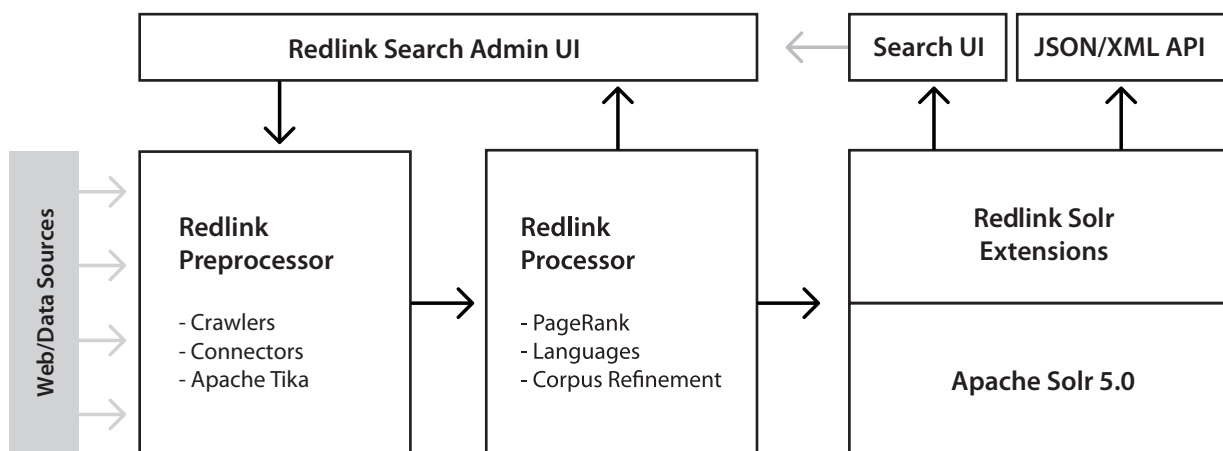 Redlink Search Admin UI
Search UI
JSON/XML API
Web/Data Sources
Redlink
Preprocessor
- Crawlers
- Connectors
- Apache Tika
Redlink
Processor
- PageRank
- Languages
- Corpus Refinement
Redlink Solr
Extensions
Apache Solr 5.0